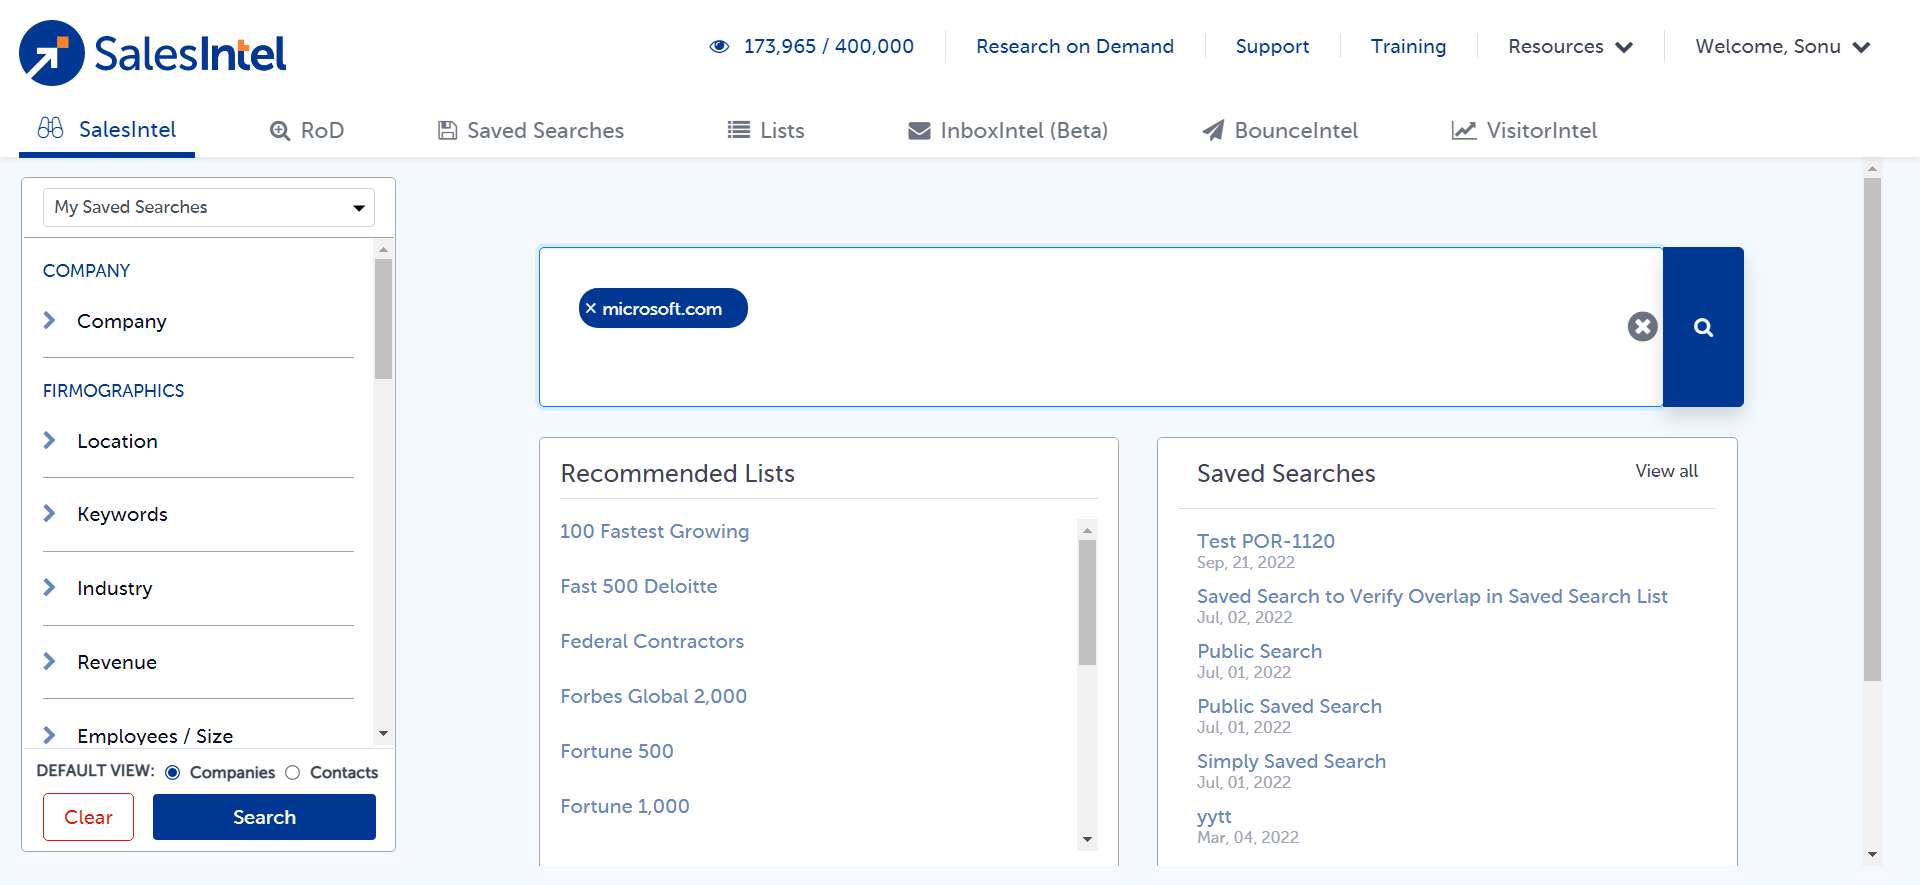 SalesIntel
173,965 / 400,000
Research on Demand
Support
Training
Resources
Welcome, Sonu
SalesIntel
RoD
Saved Searches
Lists
InboxIntel (Beta)
BounceIntel
VisitorIntel
My Saved Searches
COMPANY
Company
FIRMOGRAPHICS
Location
Keywords
Industry
Revenue
Employees / Size
DEFAULT VIEW: Companies Contacts
Clear
Search
microsoft.com
Recommended Lists
100 Fastest Growing
Fast 500 Deloitte
Federal Contractors
Forbes Global 2,000
Fortune 500
Fortune 1,000
Saved Searches
View all
Test POR-1120
Sep, 21, 2022
Saved Search to Verify Overlap in Saved Search List
Jul, 02, 2022
Public Search
Jul, 01, 2022
Public Saved Search
Jul, 01, 2022
Simply Saved Search
Jul, 01, 2022
yytt
Mar, 04, 2022